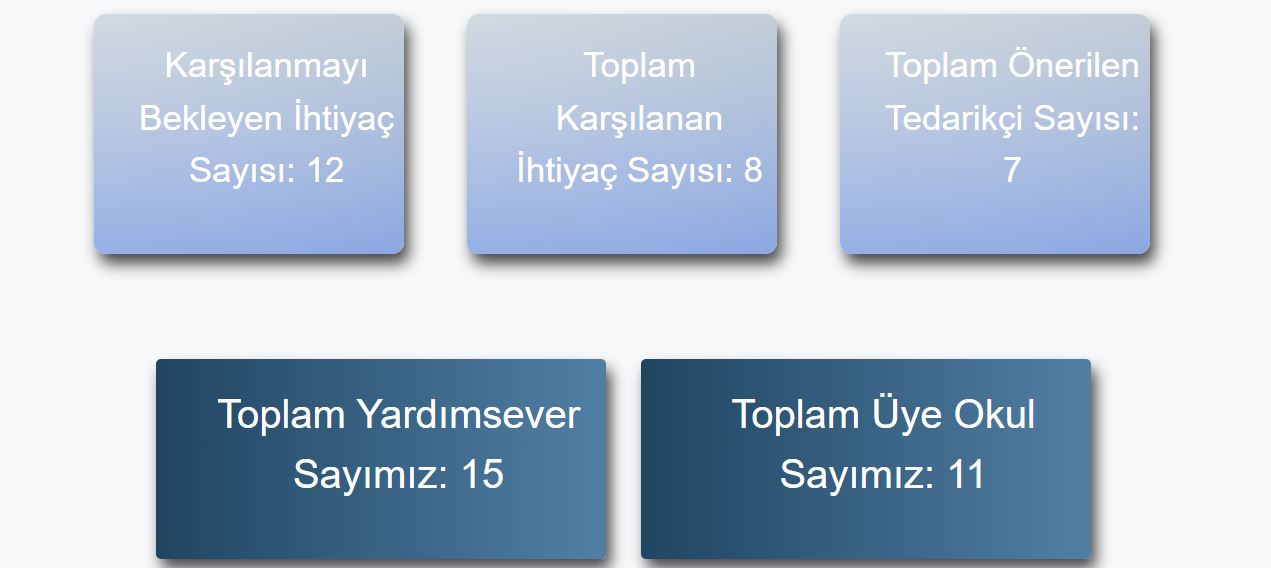 Karşılanmayı
Bekleyen İhtiyaç
Sayısı: 12
Toplam
Karşılanan
İhtiyaç Sayısı: 8
Toplam Önerilen
Tedarikçi Sayısı:
7
Toplam Yardımsever
Sayımız: 15
Toplam Üye Okul
Sayımız: 11